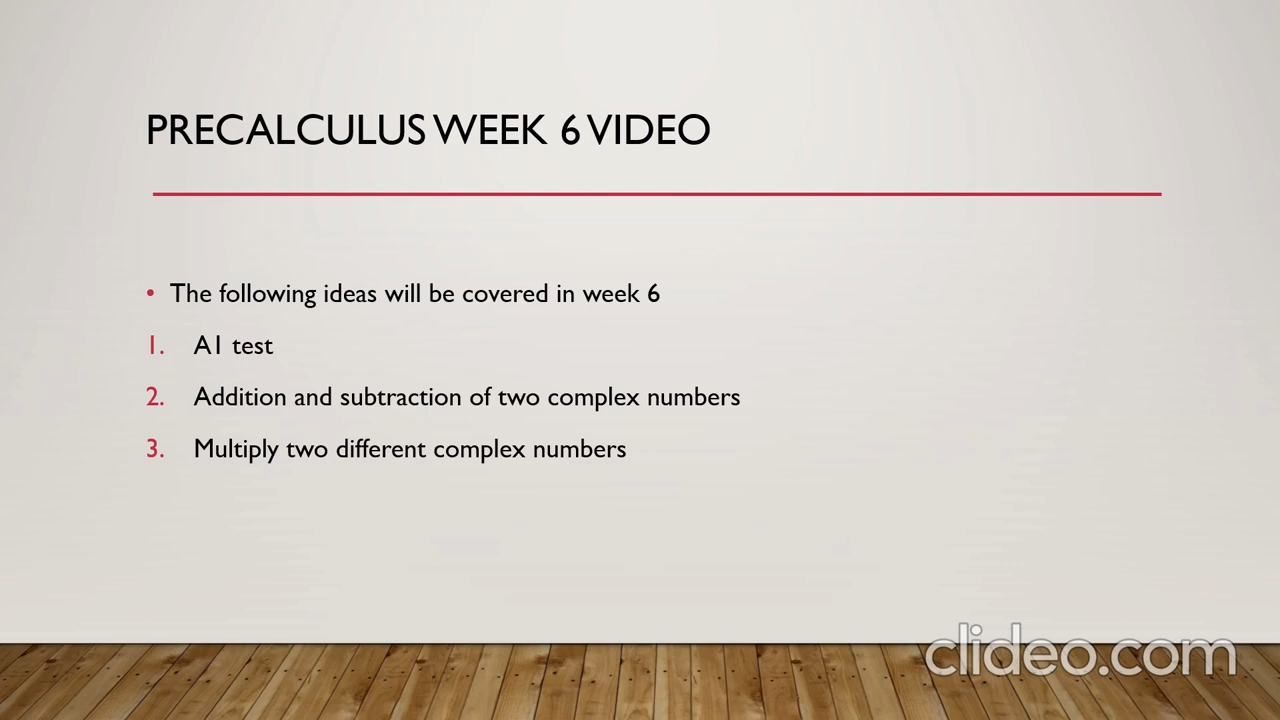 PRECALCULUS WEEK 6 VIDEO
• The following ideas will be covered in week 6
1. A1 test
2. Addition and subtraction of two complex numbers
3. Multiply two different complex numbers
clideo.com